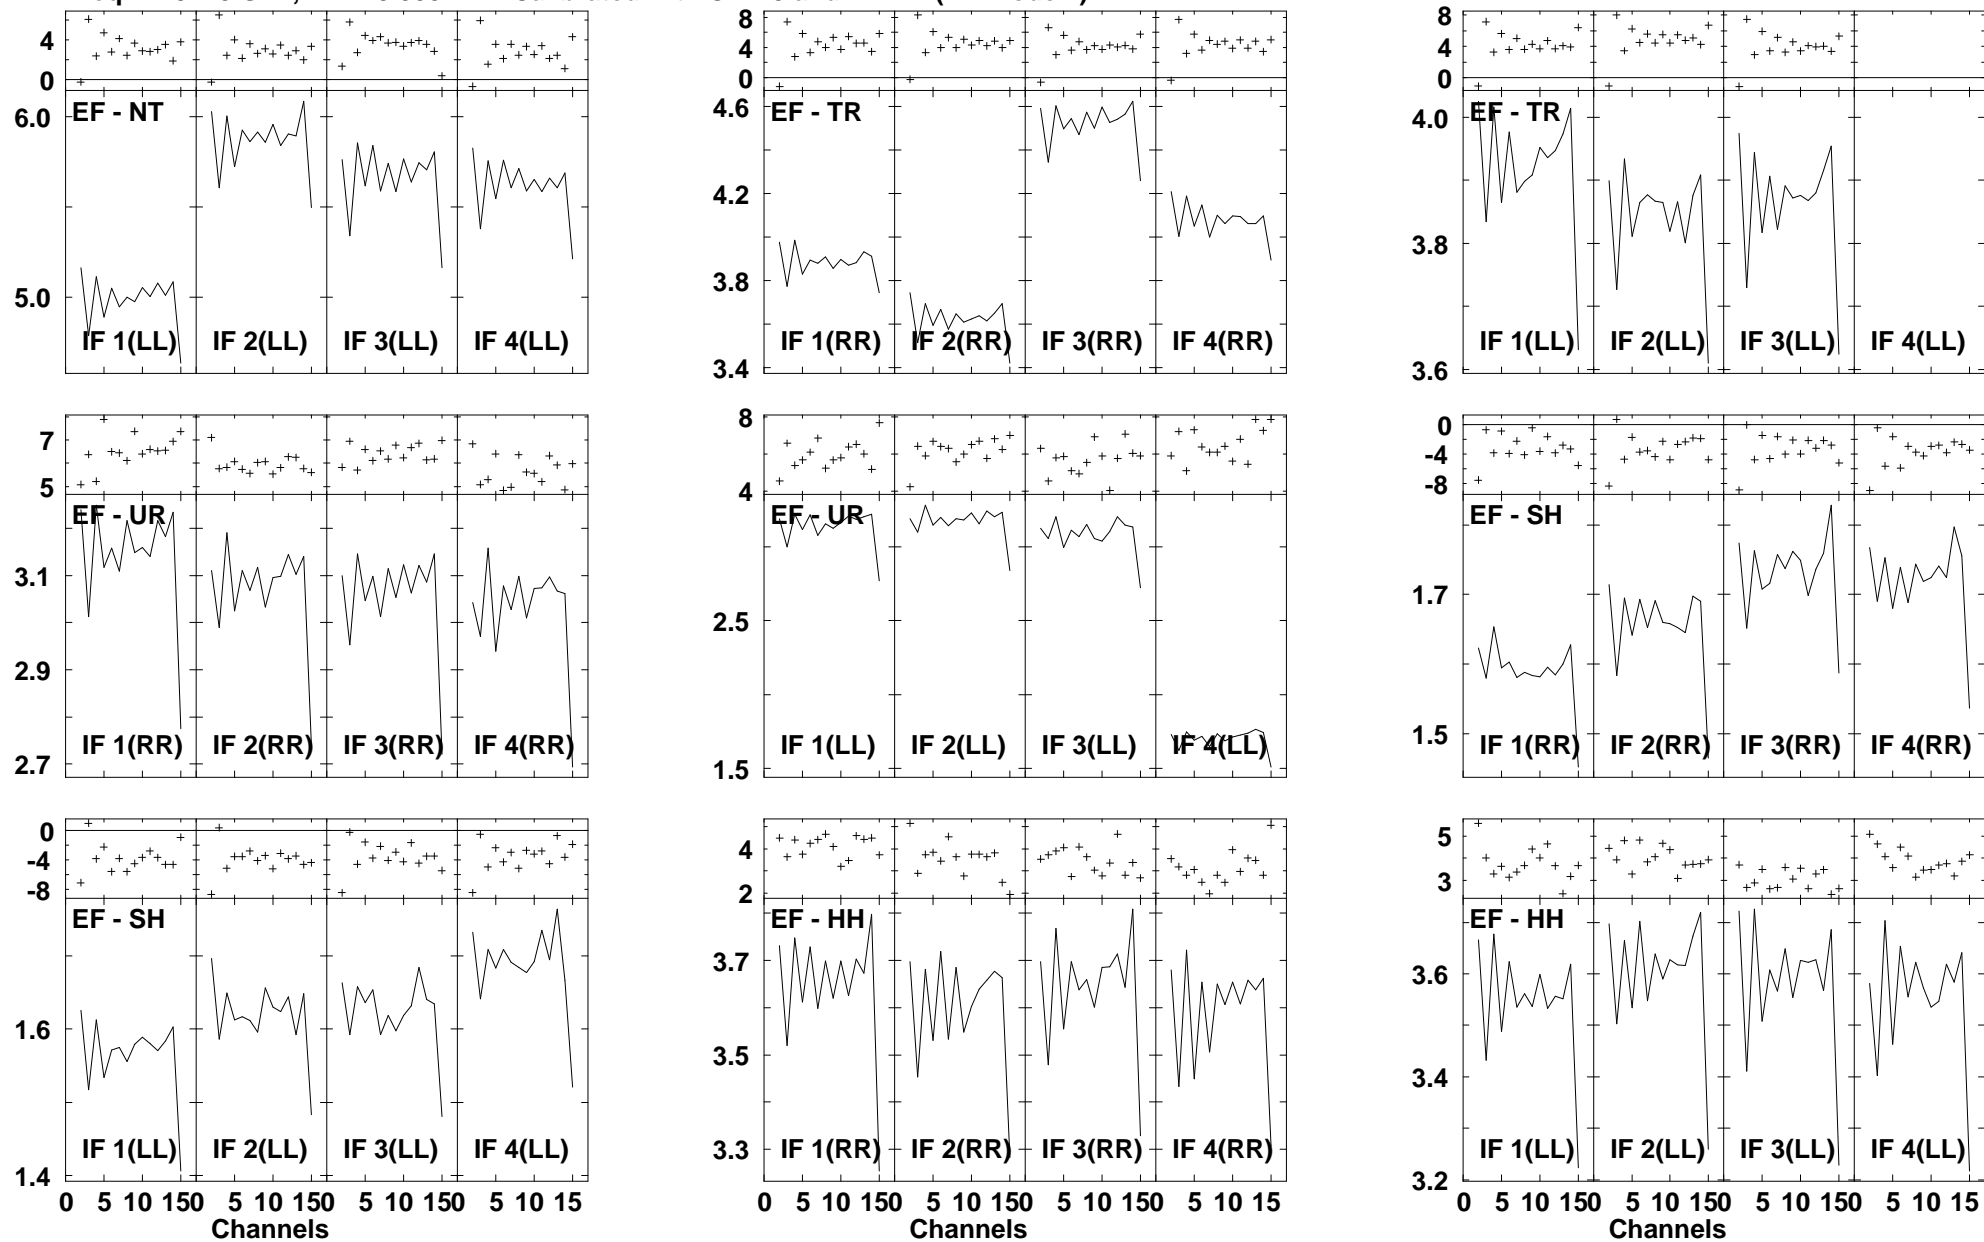 4
0
8
4
0
8
4
0
6.0
5.0
EF - NT
IF 1(LL) IF 2(LL) IF 3(LL) IF 4(LL)
4.6
4.2
3.8
3.4
EF - TR
IF 1(RR) IF 2(RR) IF 3(RR) IF 4(RR)
4.0
3.8
3.6
EF - TR
IF 1(LL) IF 2(LL) IF 3(LL) IF 4(LL)
7
5
8
4
0
-4
-8
3.1
2.9
2.7
EF - UR
IF 1(RR) IF 2(RR) IF 3(RR) IF 4(RR)
2.5
1.5
EF - UR
IF 1(LL) IF 2(LL) IF 3(LL) IF 4(LL)
1.7
1.5
EF - SH
IF 1(RR) IF 2(RR) IF 3(RR) IF 4(RR)
0
-4
-8
4
2
5
3
1.6
1.4
EF - SH
IF 1(LL) IF 2(LL) IF 3(LL) IF 4(LL)
3.7
3.5
3.3
EF - HH
IF 1(RR) IF 2(RR) IF 3(RR) IF 4(RR)
3.6
3.4
3.2
EF - HH
IF 1(LL) IF 2(LL) IF 3(LL) IF 4(LL)
0 5 10 150 5 10 150 5 10 150 5 10 15
0 5 10 150 5 10 150 5 10 150 5 10 15
0 5 10 150 5 10 150 5 10 150 5 10 15
Channels Channels Channels